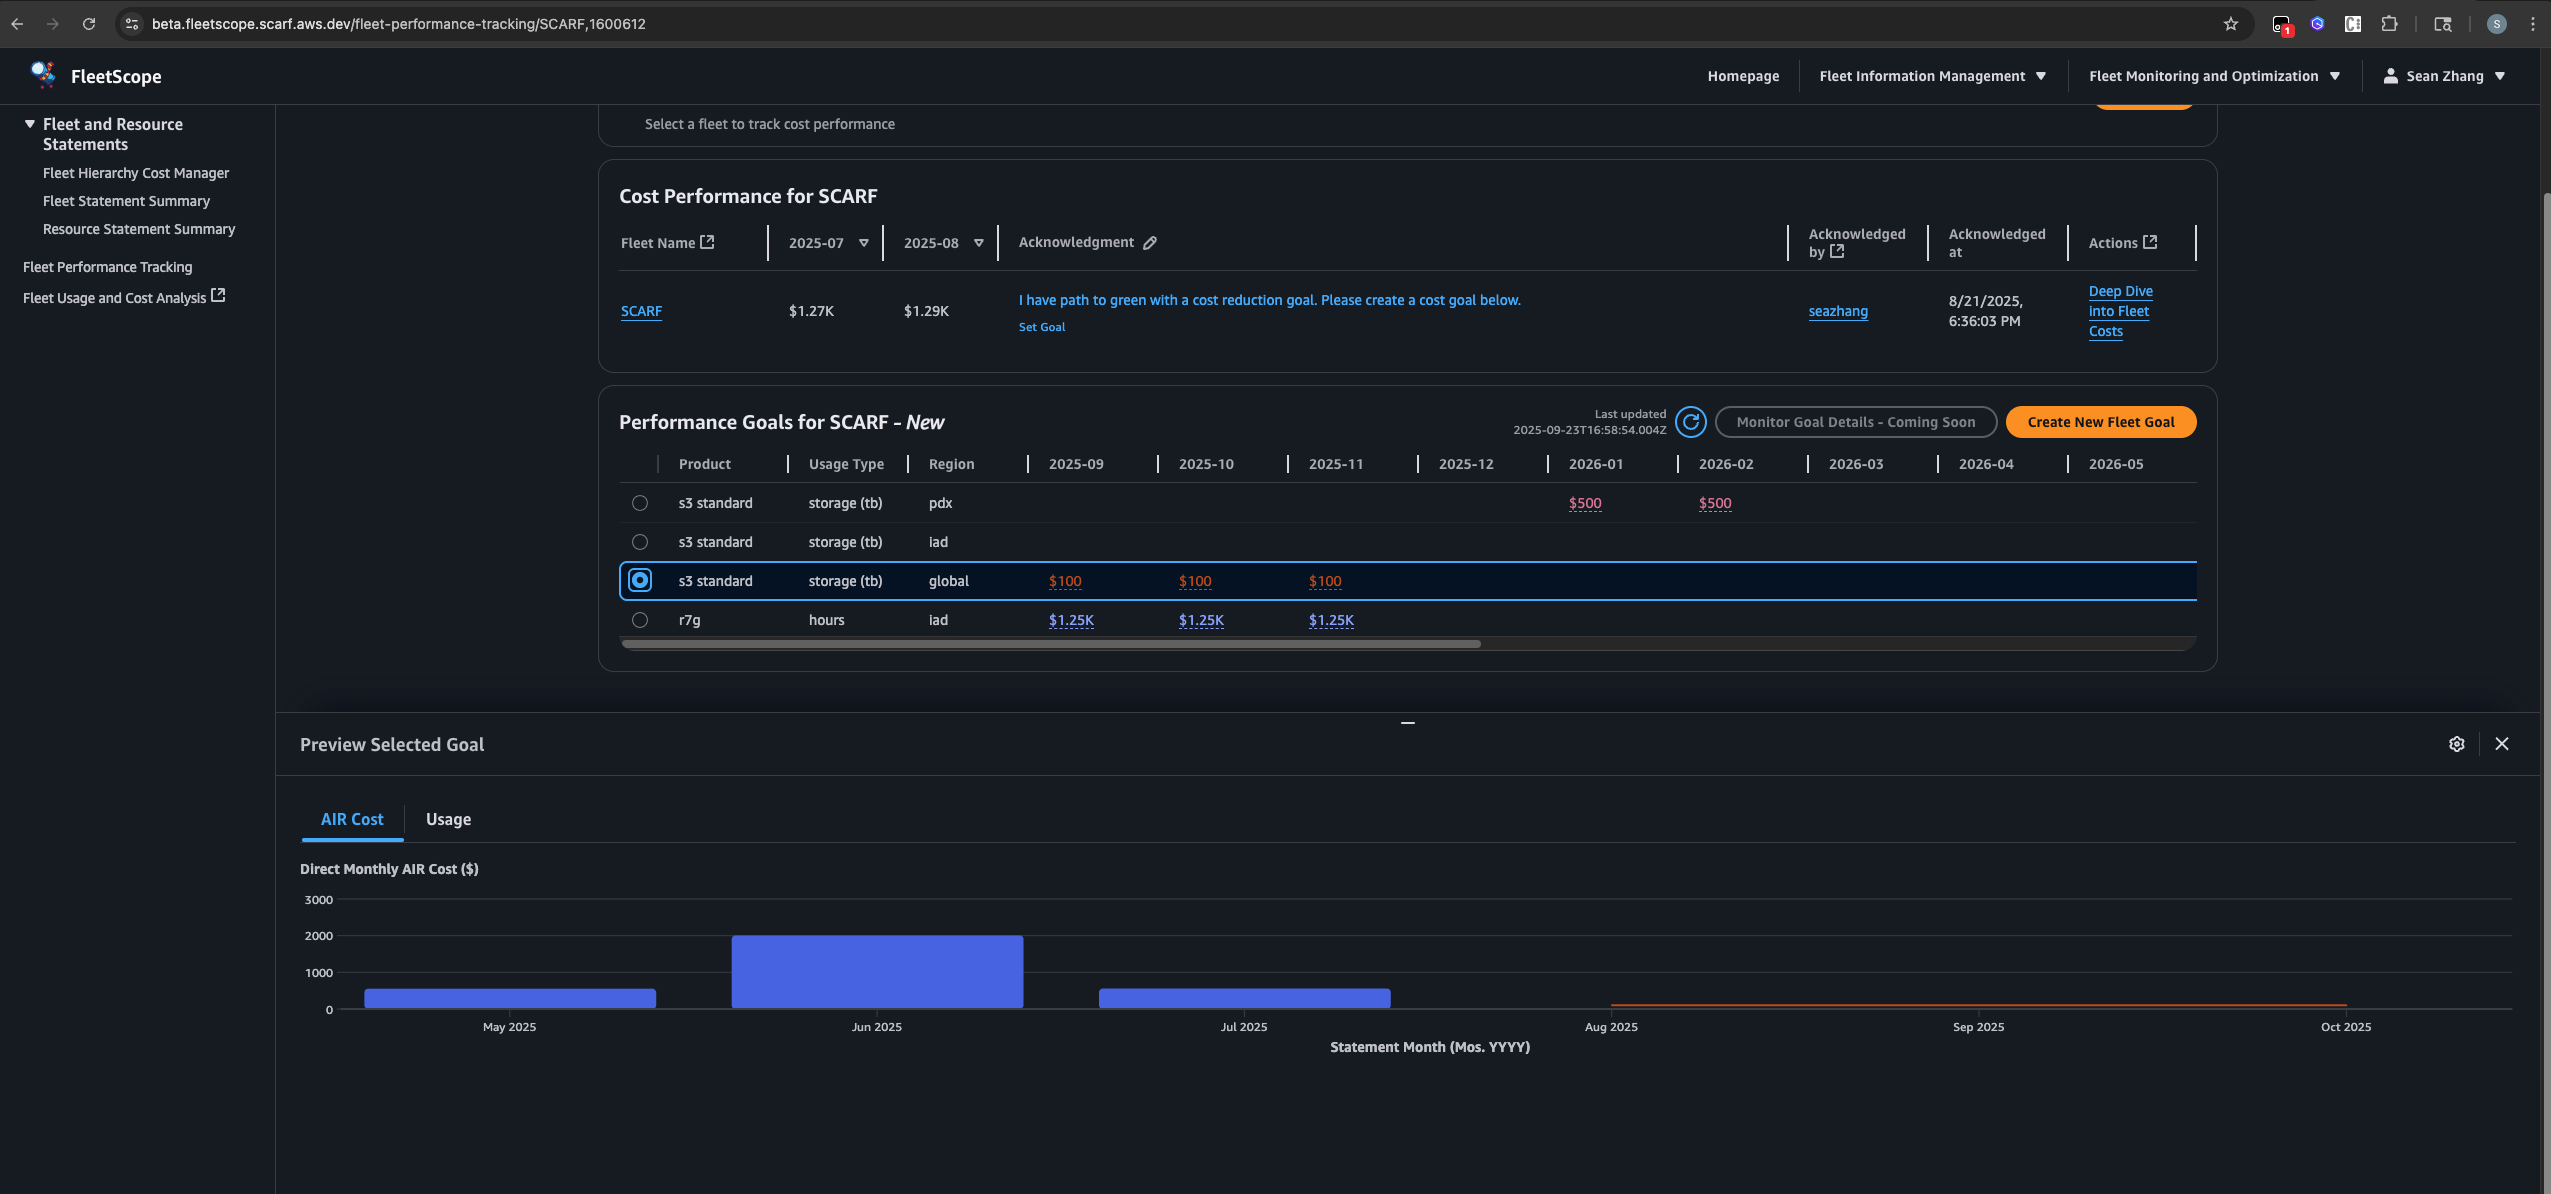 beta.fleetscope.scarf.aws.dev/fleet-performance-tracking/SCARF,1600612
1
S
FleetScope
Homepage
Fleet Information Management
Fleet Monitoring and Optimization
Sean Zhang
Fleet and Resource
Statements
Fleet Hierarchy Cost Manager
Fleet Statement Summary
Resource Statement Summary
Fleet Performance Tracking
Fleet Usage and Cost Analysis
Select a fleet to track cost performance
Cost Performance for SCARF
Fleet Name 2025-07 2025-08 Acknowledgment Acknowledged by Acknowledged at Actions
SCARF $1.27K $1.29K I have path to green with a cost reduction goal. Please create a cost goal below.
Set Goal
seazhang
8/21/2025,
6:36:03 PM
Deep Dive
into Fleet
Costs
Performance Goals for SCARF - New
Last updated
2025-09-23T16:58:54.004Z
Monitor Goal Details - Coming Soon
Create New Fleet Goal
Product Usage Type Region 2025-09 2025-10 2025-11 2025-12 2026-01 2026-02 2026-03 2026-04 2026-05
s3 standard storage (tb) pdx $500 $500
s3 standard storage (tb) iad
s3 standard storage (tb) global $100 $100 $100
r7g hours iad $1.25K $1.25K $1.25K
Preview Selected Goal
AIR Cost Usage
Direct Monthly AIR Cost ($)
3000
2000
1000
0
May 2025 Jun 2025 Jul 2025 Aug 2025 Sep 2025 Oct 2025
Statement Month (Mos. YYYY)